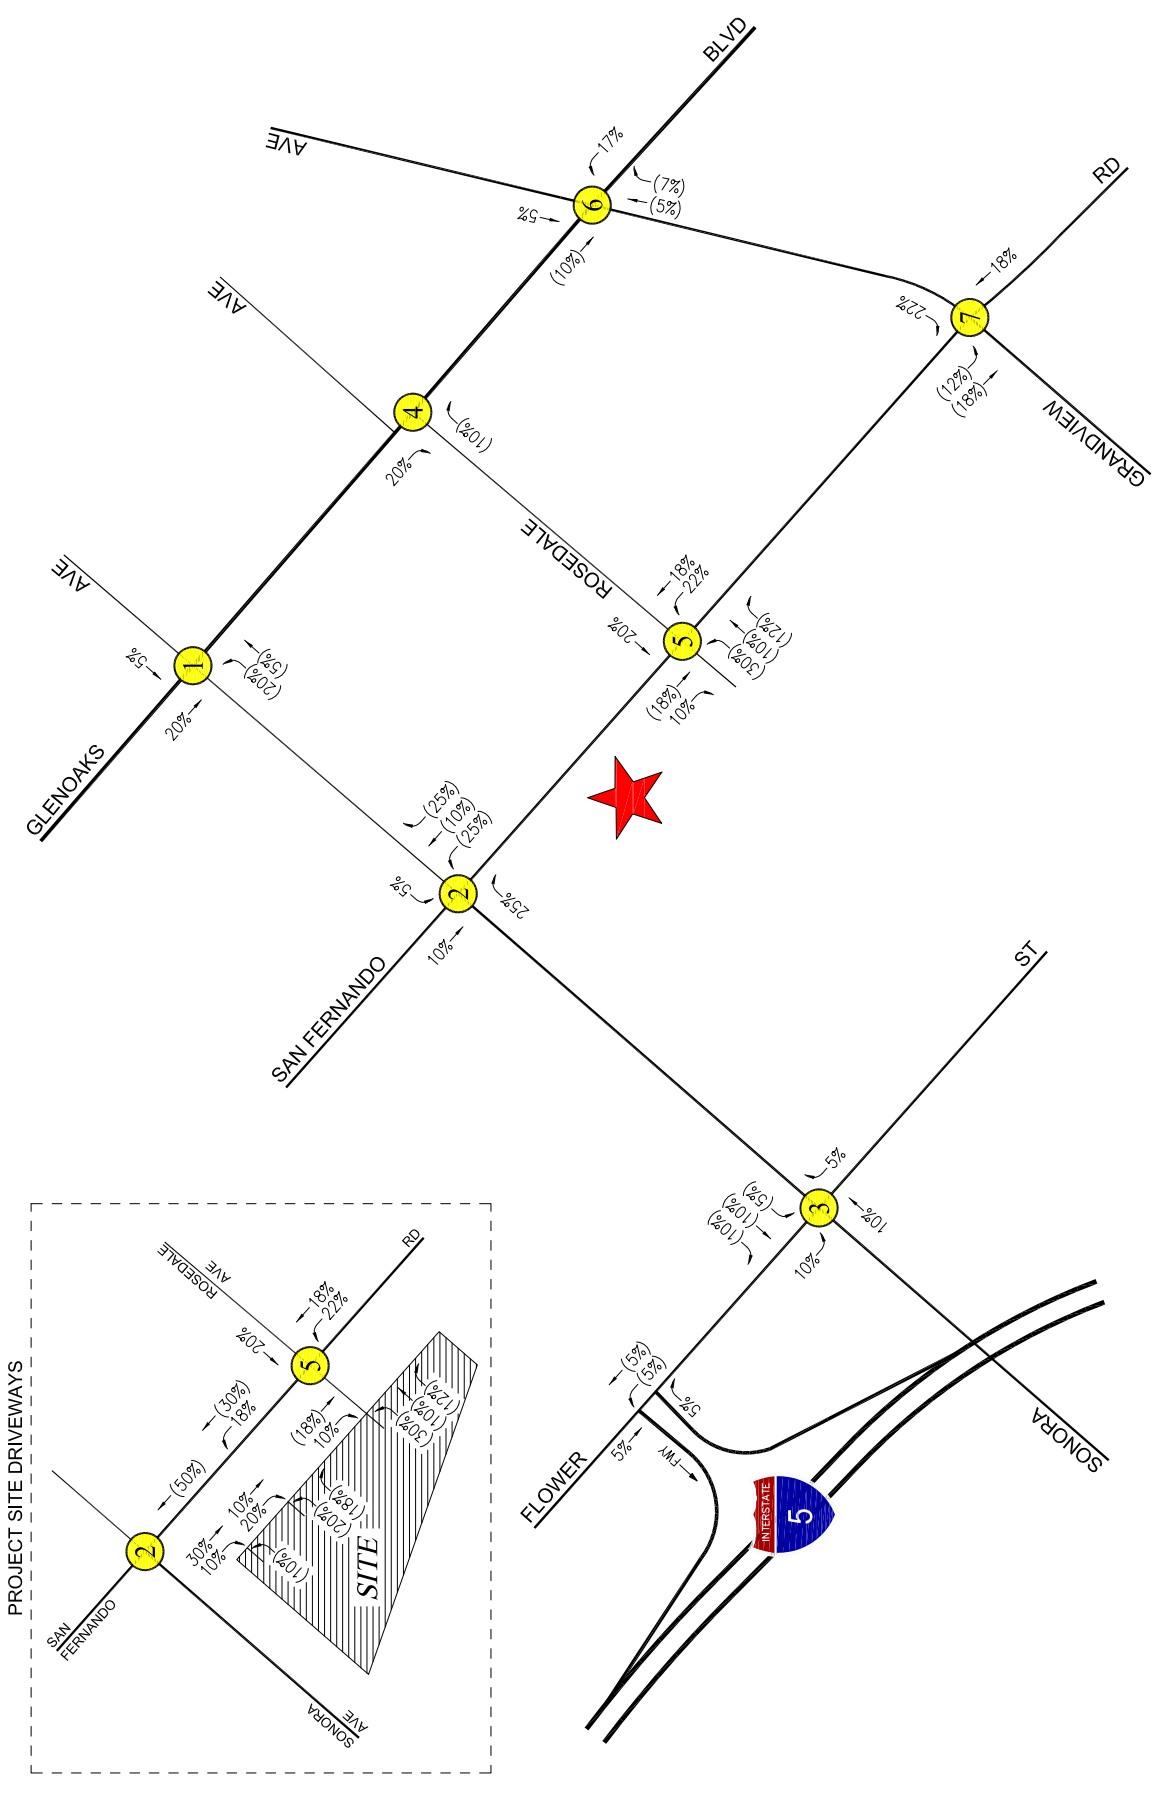 BLVD
AVE
17%
6
5%
(7%)
(5%)
(10%)
RD
18%
22%
7
(12%)
(18%)
GRANDVIEW
AVE
4
20%
(10%)
ROSEDALE
AVE
5%
1
(5%)
(20%)
20%
GLENOAKS
18%
22%
20%
5
(12%)
(10%)
(30%)
(18%)
10%
(25%)
(10%)
(25%)
5%
2
25%
10%
SAN FERNANDO
ST
5%
(5%)
(10%)
(10%)
3
10%
10%
(5%)
(5%)
5%
5%
FWY
FLOWER
SONORA
INTERSTATE
5
PROJECT SITE DRIVEWAYS
RD
AVE
ROSEDALE
18%
22%
20%
5
(30%)
18%
(18%)
10%
(12%)
(10%)
(30%)
(50%)
10%
20%
(18%)
(20%)
30%
10%
(10%)
2
SITE
SAN
FERNANDO
AVE
SONORA